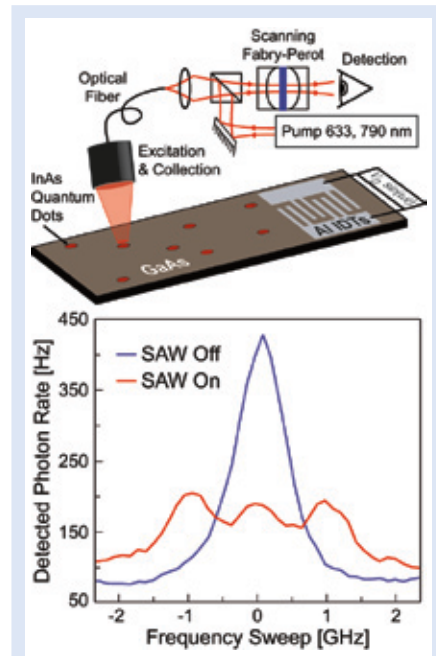 Scanning
Fabry-Perot
Detection
Optical
Fiber
Pump 633, 790 nm
Excitation
& Collection
InAs
Quantum
Dots
GaAs
Al IDTs
450
350
250
150
50
SAW Off
SAW On
Detected Photon Rate [Hz]
-2
-1
0
1
2
Frequency Sweep [GHz]